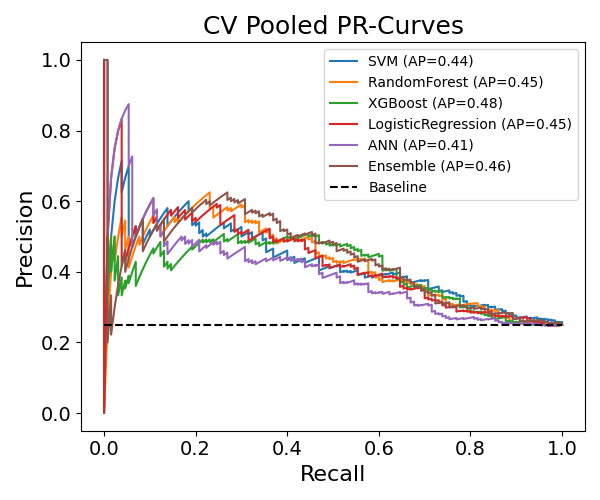 CV Pooled PR-Curves
Precision
1.0
0.8
0.6
0.4
0.2
0.0
SVM (AP=0.44)
RandomForest (AP=0.45)
XGBoost (AP=0.48)
LogisticRegression (AP=0.45)
ANN (AP=0.41)
Ensemble (AP=0.46)
Baseline
0.0 0.2 0.4 0.6 0.8 1.0
Recall